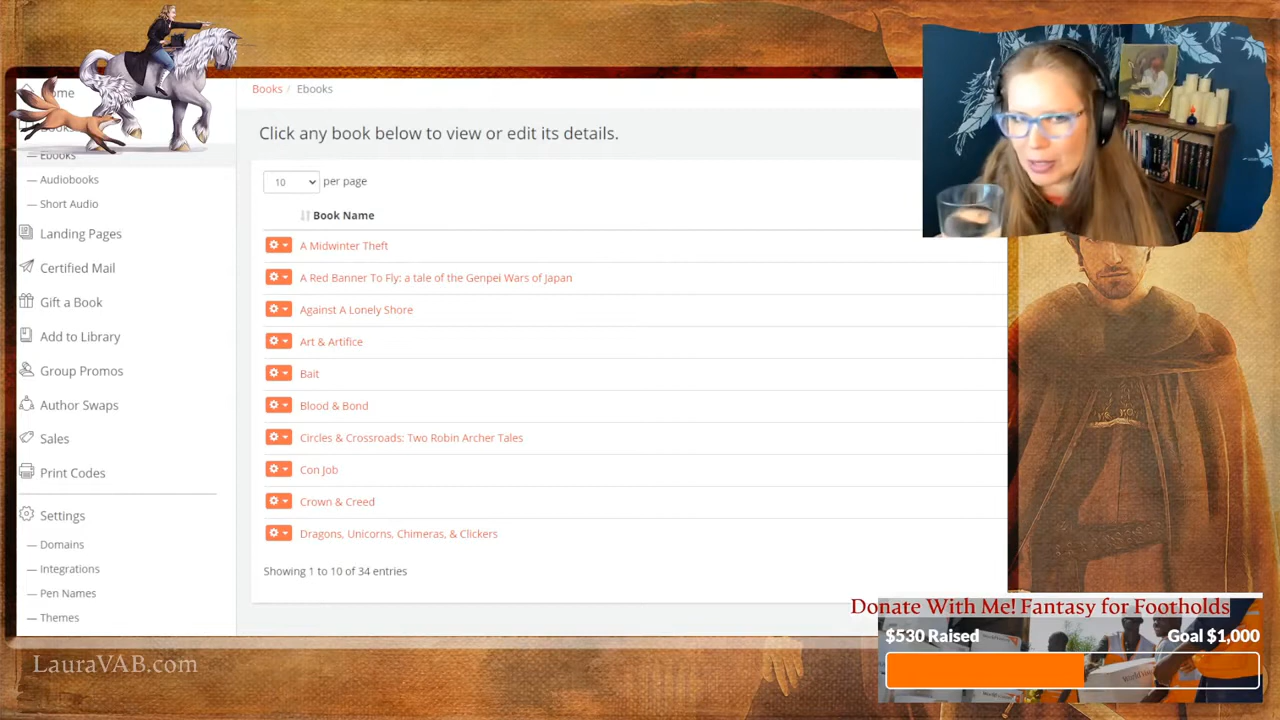 Home
Books
— Ebooks
— Audiobooks
— Short Audio
Landing Pages
Certified Mail
Gift a Book
Add to Library
Group Promos
Author Swaps
Sales
Print Codes
Settings
— Domains
— Integrations
— Pen Names
— Themes
Books / Ebooks
Click any book below to view or edit its details.
10 per page
Book Name
A Midwinter Theft
A Red Banner To Fly: a tale of the Genpei Wars of Japan
Against A Lonely Shore
Art & Artifice
Bait
Blood & Bond
Circles & Crossroads: Two Robin Archer Tales
Con Job
Crown & Creed
Dragons, Unicorns, Chimeras, & Clickers
Showing 1 to 10 of 34 entries
Donate With Me! Fantasy for Footholds
$530 Raised Goal $1,000
LauraVAB.com